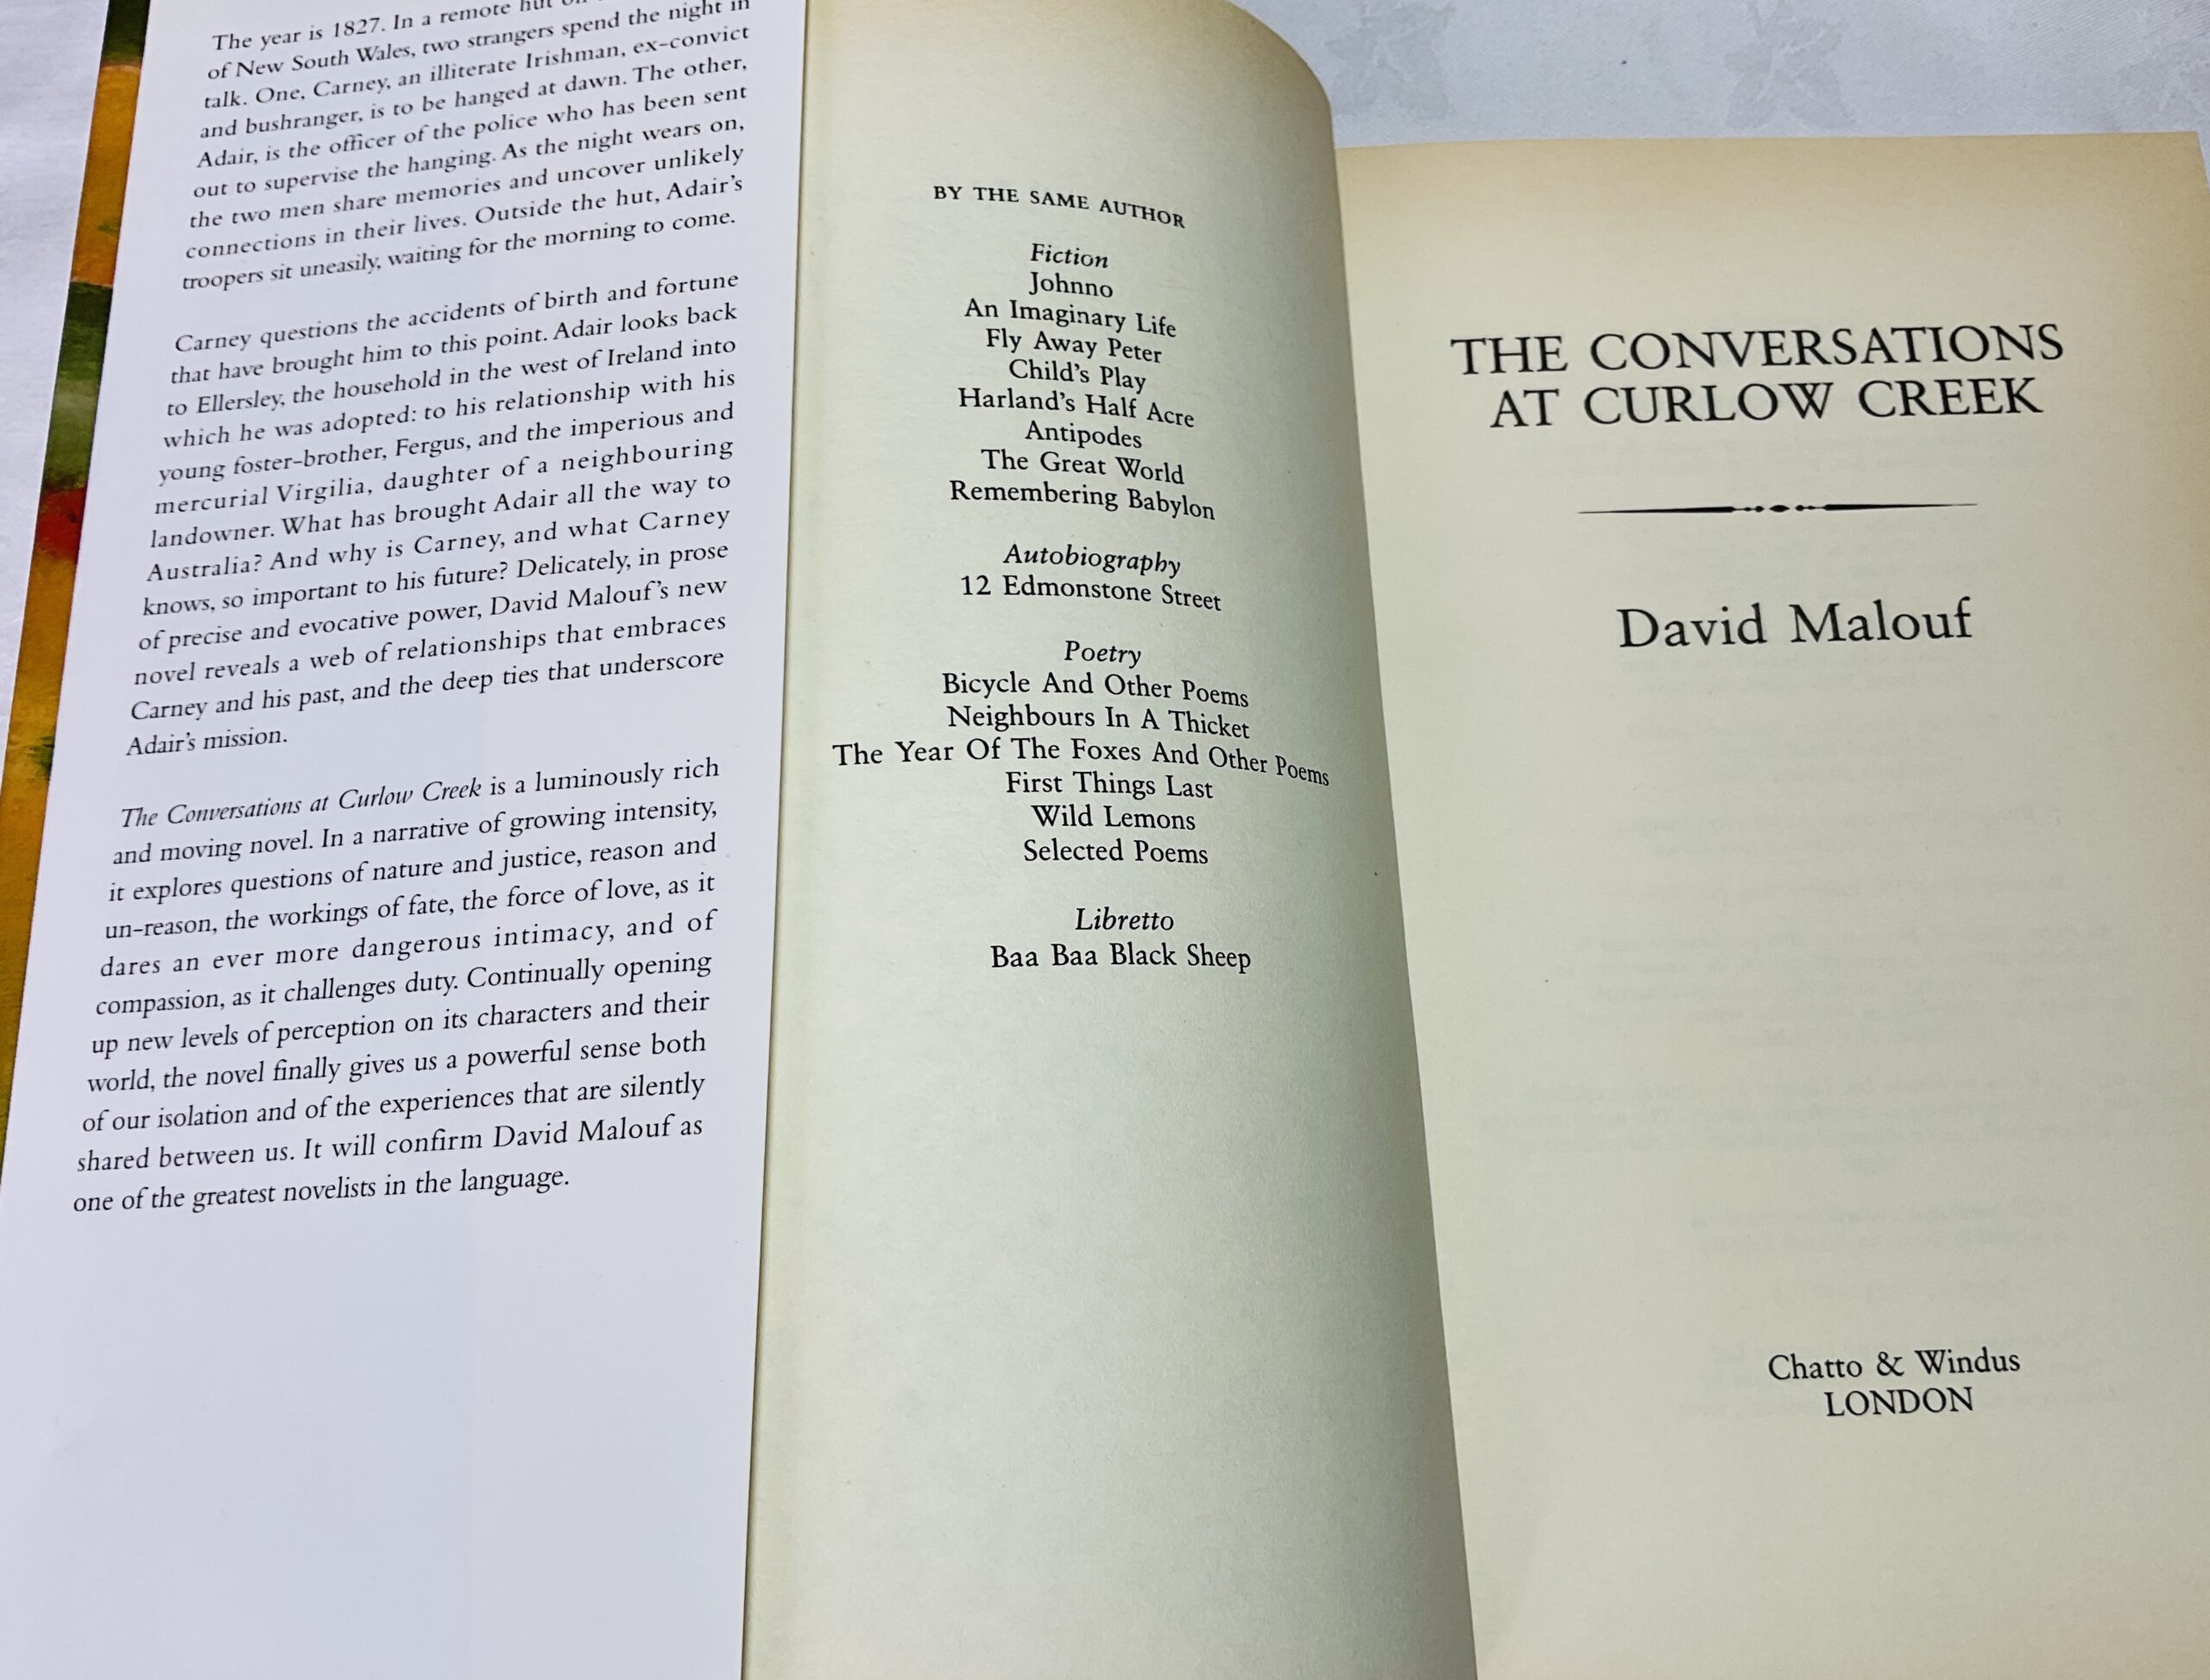 The year is 1827. In a remote hut
of New South Wales, two strangers spend the night in
talk. One, Carney, an illiterate Irishman, ex-convict
and bushranger, is to be hanged at dawn. The other,
Adair, is the officer of the police who has been sent
out to supervise the hanging. As the night wears on,
the two men share memories and uncover unlikely
connections in their lives. Outside the hut, Adair's
troopers sit uneasily, waiting for the morning to come.
Carney questions the accidents of birth and fortune
that have brought him to this point. Adair looks back
to Ellersley, the household in the west of Ireland into
which he was adopted: to his relationship with his
young foster-brother, Fergus, and the imperious and
mercurial Virgilia, daughter of a neighbouring
landowner. What has brought Adair all the way to
Australia? And why is Carney, and what Carney
knows, so important to his future? Delicately, in prose
of precise and evocative power, David Malouf's new
novel reveals a web of relationships that embraces
Carney and his past, and the deep ties that underscore
Adair's mission.
The Conversations at Curlow Creek is a luminously rich
and moving novel. In a narrative of growing intensity,
it explores questions of nature and justice, reason and
un-reason, the workings of fate, the force of love, as it
dares an ever more dangerous intimacy, and of
compassion, as it challenges duty. Continually opening
up new levels of perception on its characters and their
world, the novel finally gives us a powerful sense both
of our isolation and of the experiences that are silently
shared between us. It will confirm David Malouf as
one of the greatest novelists in the language.
BY THE SAME AUTHOR
Fiction
Johnno
An Imaginary Life
Fly Away Peter
Child's Play
Harland's Half Acre
Antipodes
The Great World
Remembering Babylon
Autobiography
12 Edmonstone Street
Poetry
Bicycle And Other Poems
Neighbours In A Thicket
The Year Of The Foxes And Other Poems
First Things Last
Wild Lemons
Selected Poems
Libretto
Baa Baa Black Sheep
THE CONVERSATIONS
AT CURLOW CREEK
David Malouf
Chatto & Windus
LONDON